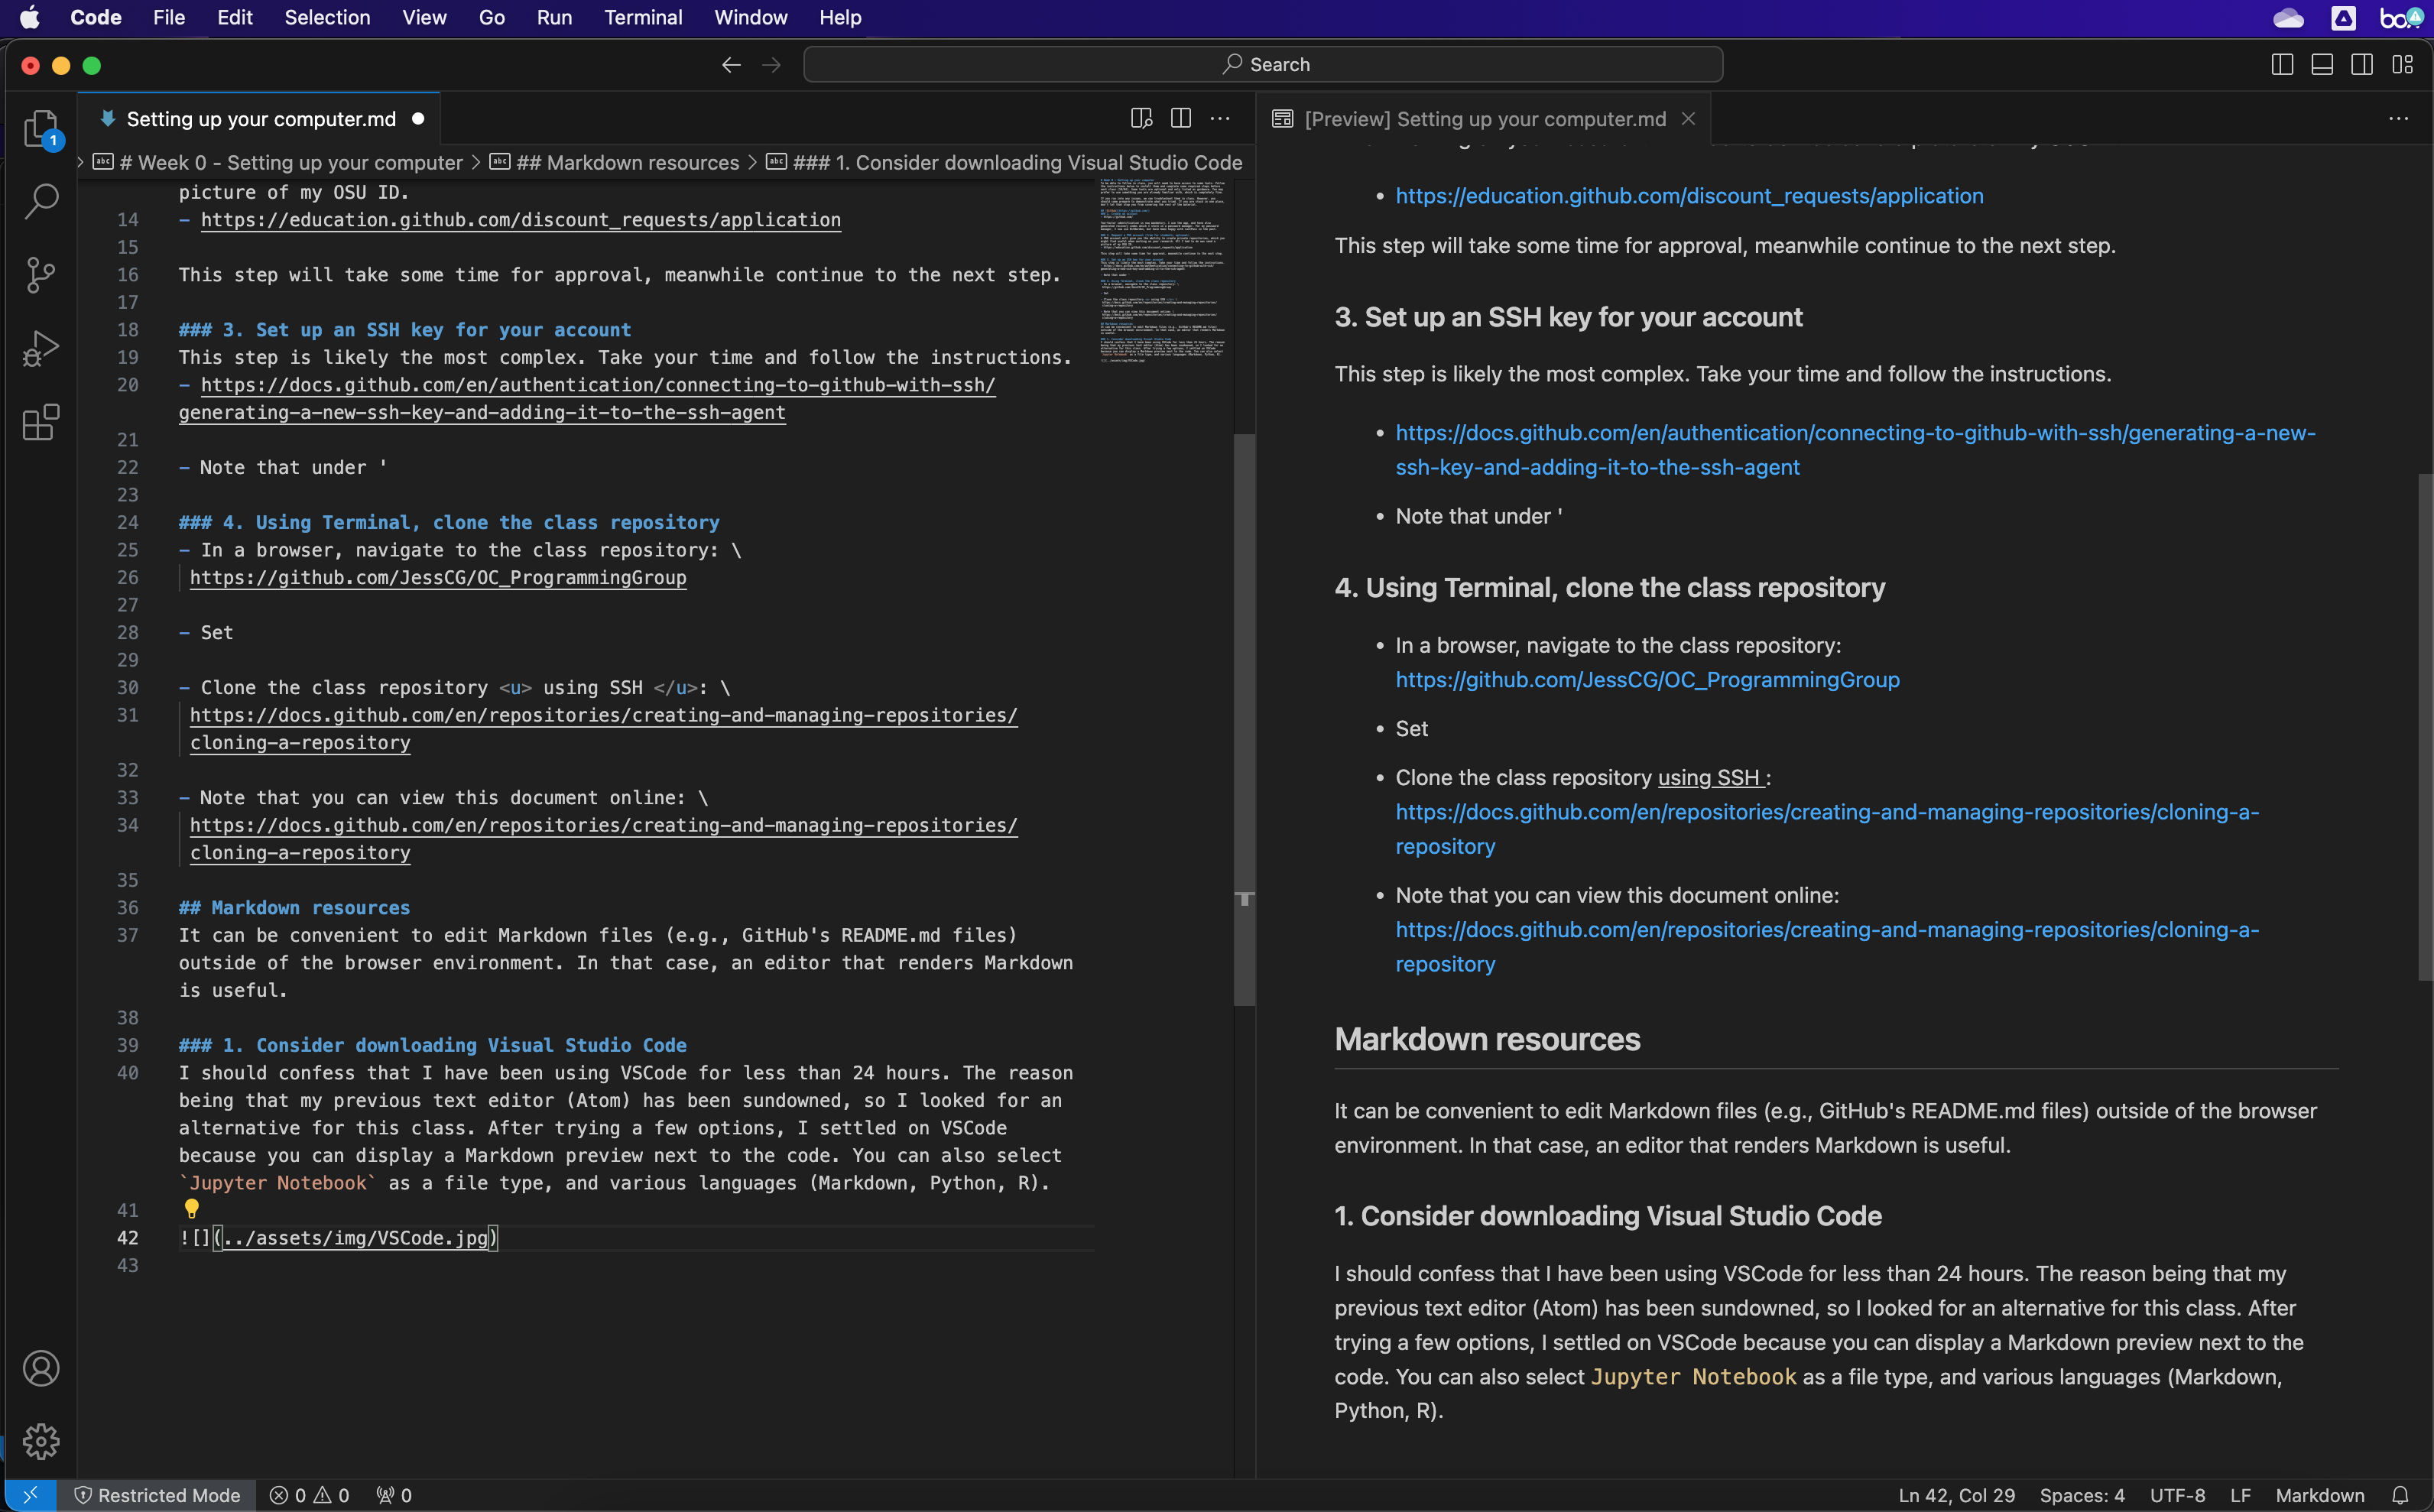 Code File Edit Selection View Go Run Terminal Window Help
Search
Setting up your computer.md
[Preview] Setting up your computer.md
1
# Week 0 - Setting up your computer > ## Markdown resources > ### 1. Consider downloading Visual Studio Code
picture of my OSU ID.
14 - https://education.github.com/discount_requests/application
15
16 This step will take some time for approval, meanwhile continue to the next step.
17
18 ### 3. Set up an SSH key for your account
19 This step is likely the most complex. Take your time and follow the instructions.
20 - https://docs.github.com/en/authentication/connecting-to-github-with-ssh/
generating-a-new-ssh-key-and-adding-it-to-the-ssh-agent
21
22 - Note that under '
23
24 ### 4. Using Terminal, clone the class repository
25 - In a browser, navigate to the class repository: \
26 https://github.com/JessCG/OC_ProgrammingGroup
27
28 - Set
29
30 - Clone the class repository <u> using SSH </u>: \
31 https://docs.github.com/en/repositories/creating-and-managing-repositories/
cloning-a-repository
32
33 - Note that you can view this document online: \
34 https://docs.github.com/en/repositories/creating-and-managing-repositories/
cloning-a-repository
35
36 ## Markdown resources
37 It can be convenient to edit Markdown files (e.g., GitHub's README.md files)
outside of the browser environment. In that case, an editor that renders Markdown
is useful.
38
39 ### 1. Consider downloading Visual Studio Code
40 I should confess that I have been using VSCode for less than 24 hours. The reason
being that my previous text editor (Atom) has been sundowned, so I looked for an
alternative for this class. After trying a few options, I settled on VSCode
because you can display a Markdown preview next to the code. You can also select
`Jupyter Notebook` as a file type, and various languages (Markdown, Python, R).
41
42 ![](../assets/img/VSCode.jpg)
43
• https://education.github.com/discount_requests/application
This step will take some time for approval, meanwhile continue to the next step.
3. Set up an SSH key for your account
This step is likely the most complex. Take your time and follow the instructions.
• https://docs.github.com/en/authentication/connecting-to-github-with-ssh/generating-a-new-
ssh-key-and-adding-it-to-the-ssh-agent
• Note that under '
4. Using Terminal, clone the class repository
• In a browser, navigate to the class repository:
https://github.com/JessCG/OC_ProgrammingGroup
• Set
• Clone the class repository using SSH :
https://docs.github.com/en/repositories/creating-and-managing-repositories/cloning-a-
repository
• Note that you can view this document online:
https://docs.github.com/en/repositories/creating-and-managing-repositories/cloning-a-
repository
Markdown resources
It can be convenient to edit Markdown files (e.g., GitHub's README.md files) outside of the browser
environment. In that case, an editor that renders Markdown is useful.
1. Consider downloading Visual Studio Code
I should confess that I have been using VSCode for less than 24 hours. The reason being that my
previous text editor (Atom) has been sundowned, so I looked for an alternative for this class. After
trying a few options, I settled on VSCode because you can display a Markdown preview next to the
code. You can also select Jupyter Notebook as a file type, and various languages (Markdown,
Python, R).
Restricted Mode 0 0 0
Ln 42, Col 29 Spaces: 4 UTF-8 LF Markdown